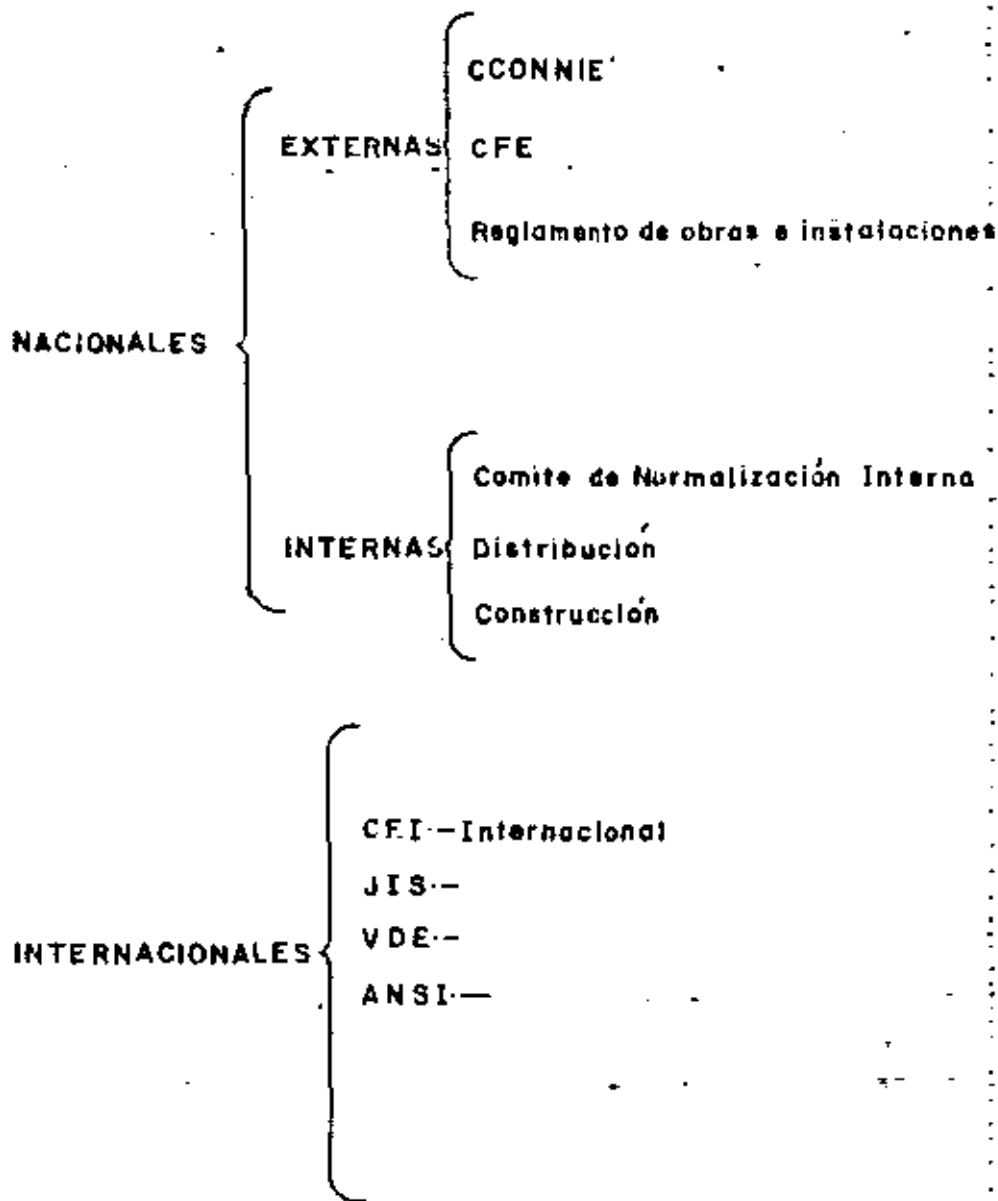 CCONNIE
EXTERNAS
CFE
Reglamento de obras e instalaciones
NACIONALES
Comite de Normalización Interna
INTERNAS
Distribución
Construcción
CEI.-Internacional
JIS.-
VDE.-
INTERNACIONALES
ANSI.-